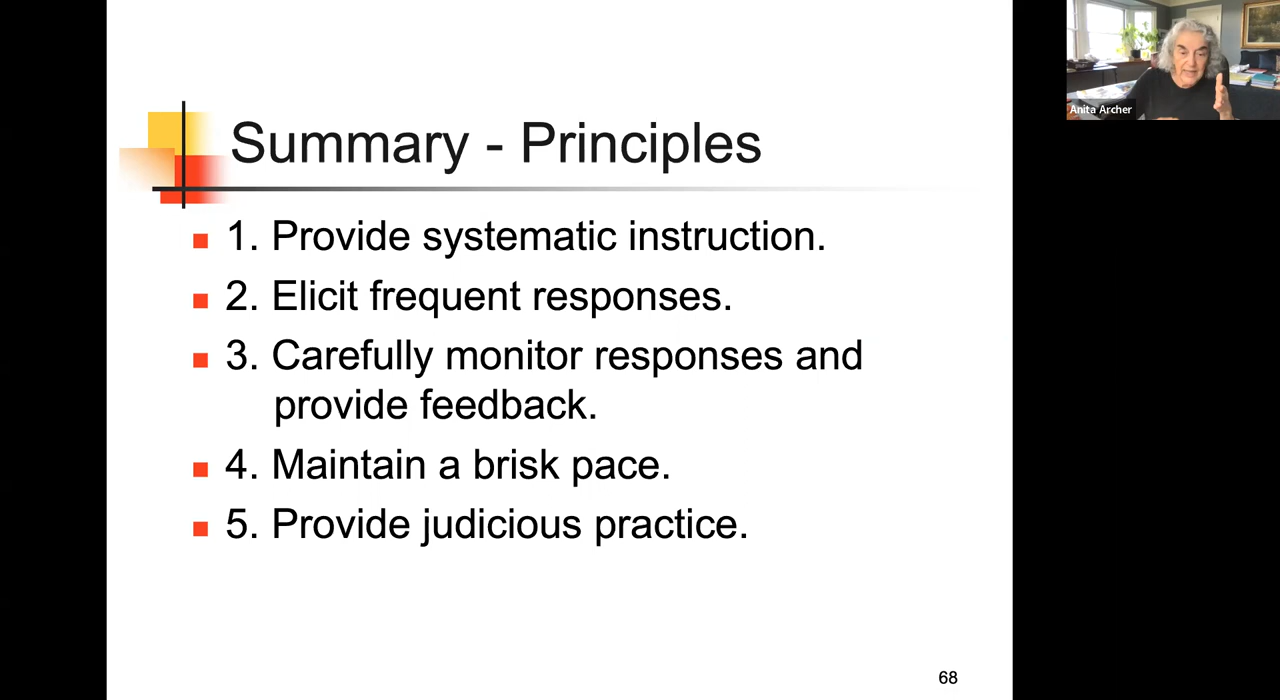 Anita Archer
Summary - Principles
1. Provide systematic instruction.
2. Elicit frequent responses.
3. Carefully monitor responses and
provide feedback.
4. Maintain a brisk pace.
5. Provide judicious practice.
68